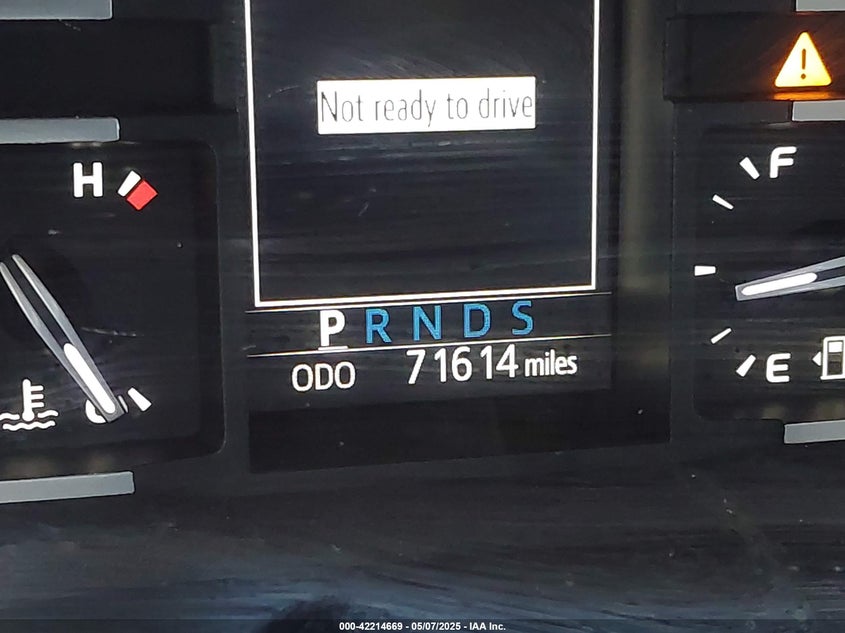 Not ready to drive
H
F
P R N D S
E
ODO 71614 miles
000-42214669 - 05/07/2025 - IAA Inc.